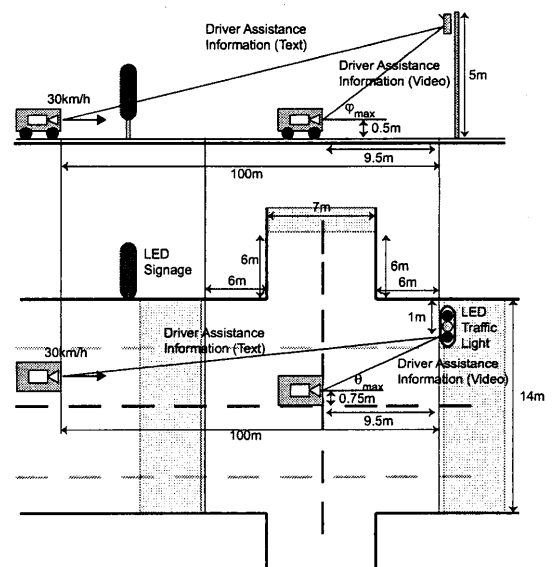 Driver Assistance
Information (Text)
Driver Assistance
Information (Video)
5m
30km/h
φmax
0.5m
9.5m
100m
7m
LED
Signage
6m
6m
6m
6m
1m
LED
Traffic
Light
Driver Assistance
Information (Text)
30km/h
Driver Assistance
Information (Video)
θmax
0.75m
14m
9.5m
100m